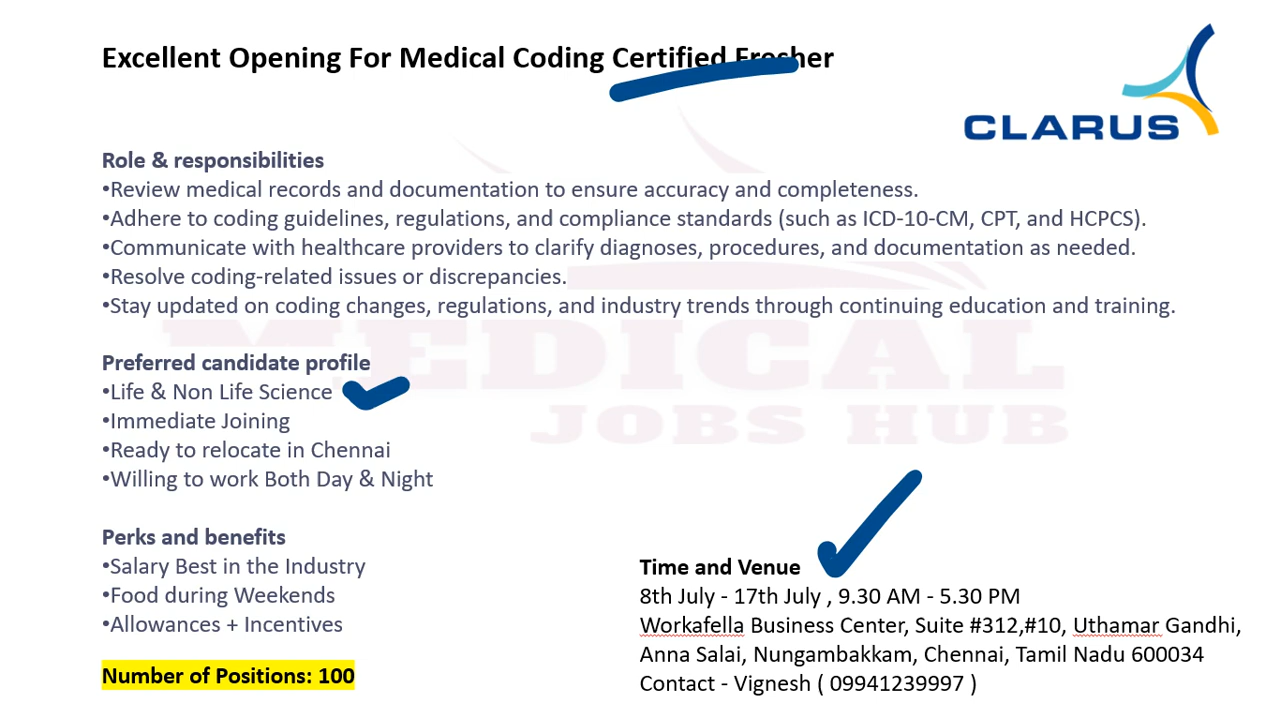 Excellent Opening For Medical Coding Certified Fresher
CLARUS
Role & responsibilities
•Review medical records and documentation to ensure accuracy and completeness.
•Adhere to coding guidelines, regulations, and compliance standards (such as ICD-10-CM, CPT, and HCPCS).
•Communicate with healthcare providers to clarify diagnoses, procedures, and documentation as needed.
•Resolve coding-related issues or discrepancies.
•Stay updated on coding changes, regulations, and industry trends through continuing education and training.
MEDICAL
JOBS HUB
Preferred candidate profile
•Life & Non Life Science
•Immediate Joining
•Ready to relocate in Chennai
•Willing to work Both Day & Night
Perks and benefits
•Salary Best in the Industry
•Food during Weekends
•Allowances + Incentives
Number of Positions: 100
Time and Venue
8th July - 17th July , 9.30 AM - 5.30 PM
Workafella Business Center, Suite #312,#10, Uthamar Gandhi,
Anna Salai, Nungambakkam, Chennai, Tamil Nadu 600034
Contact - Vignesh ( 09941239997 )